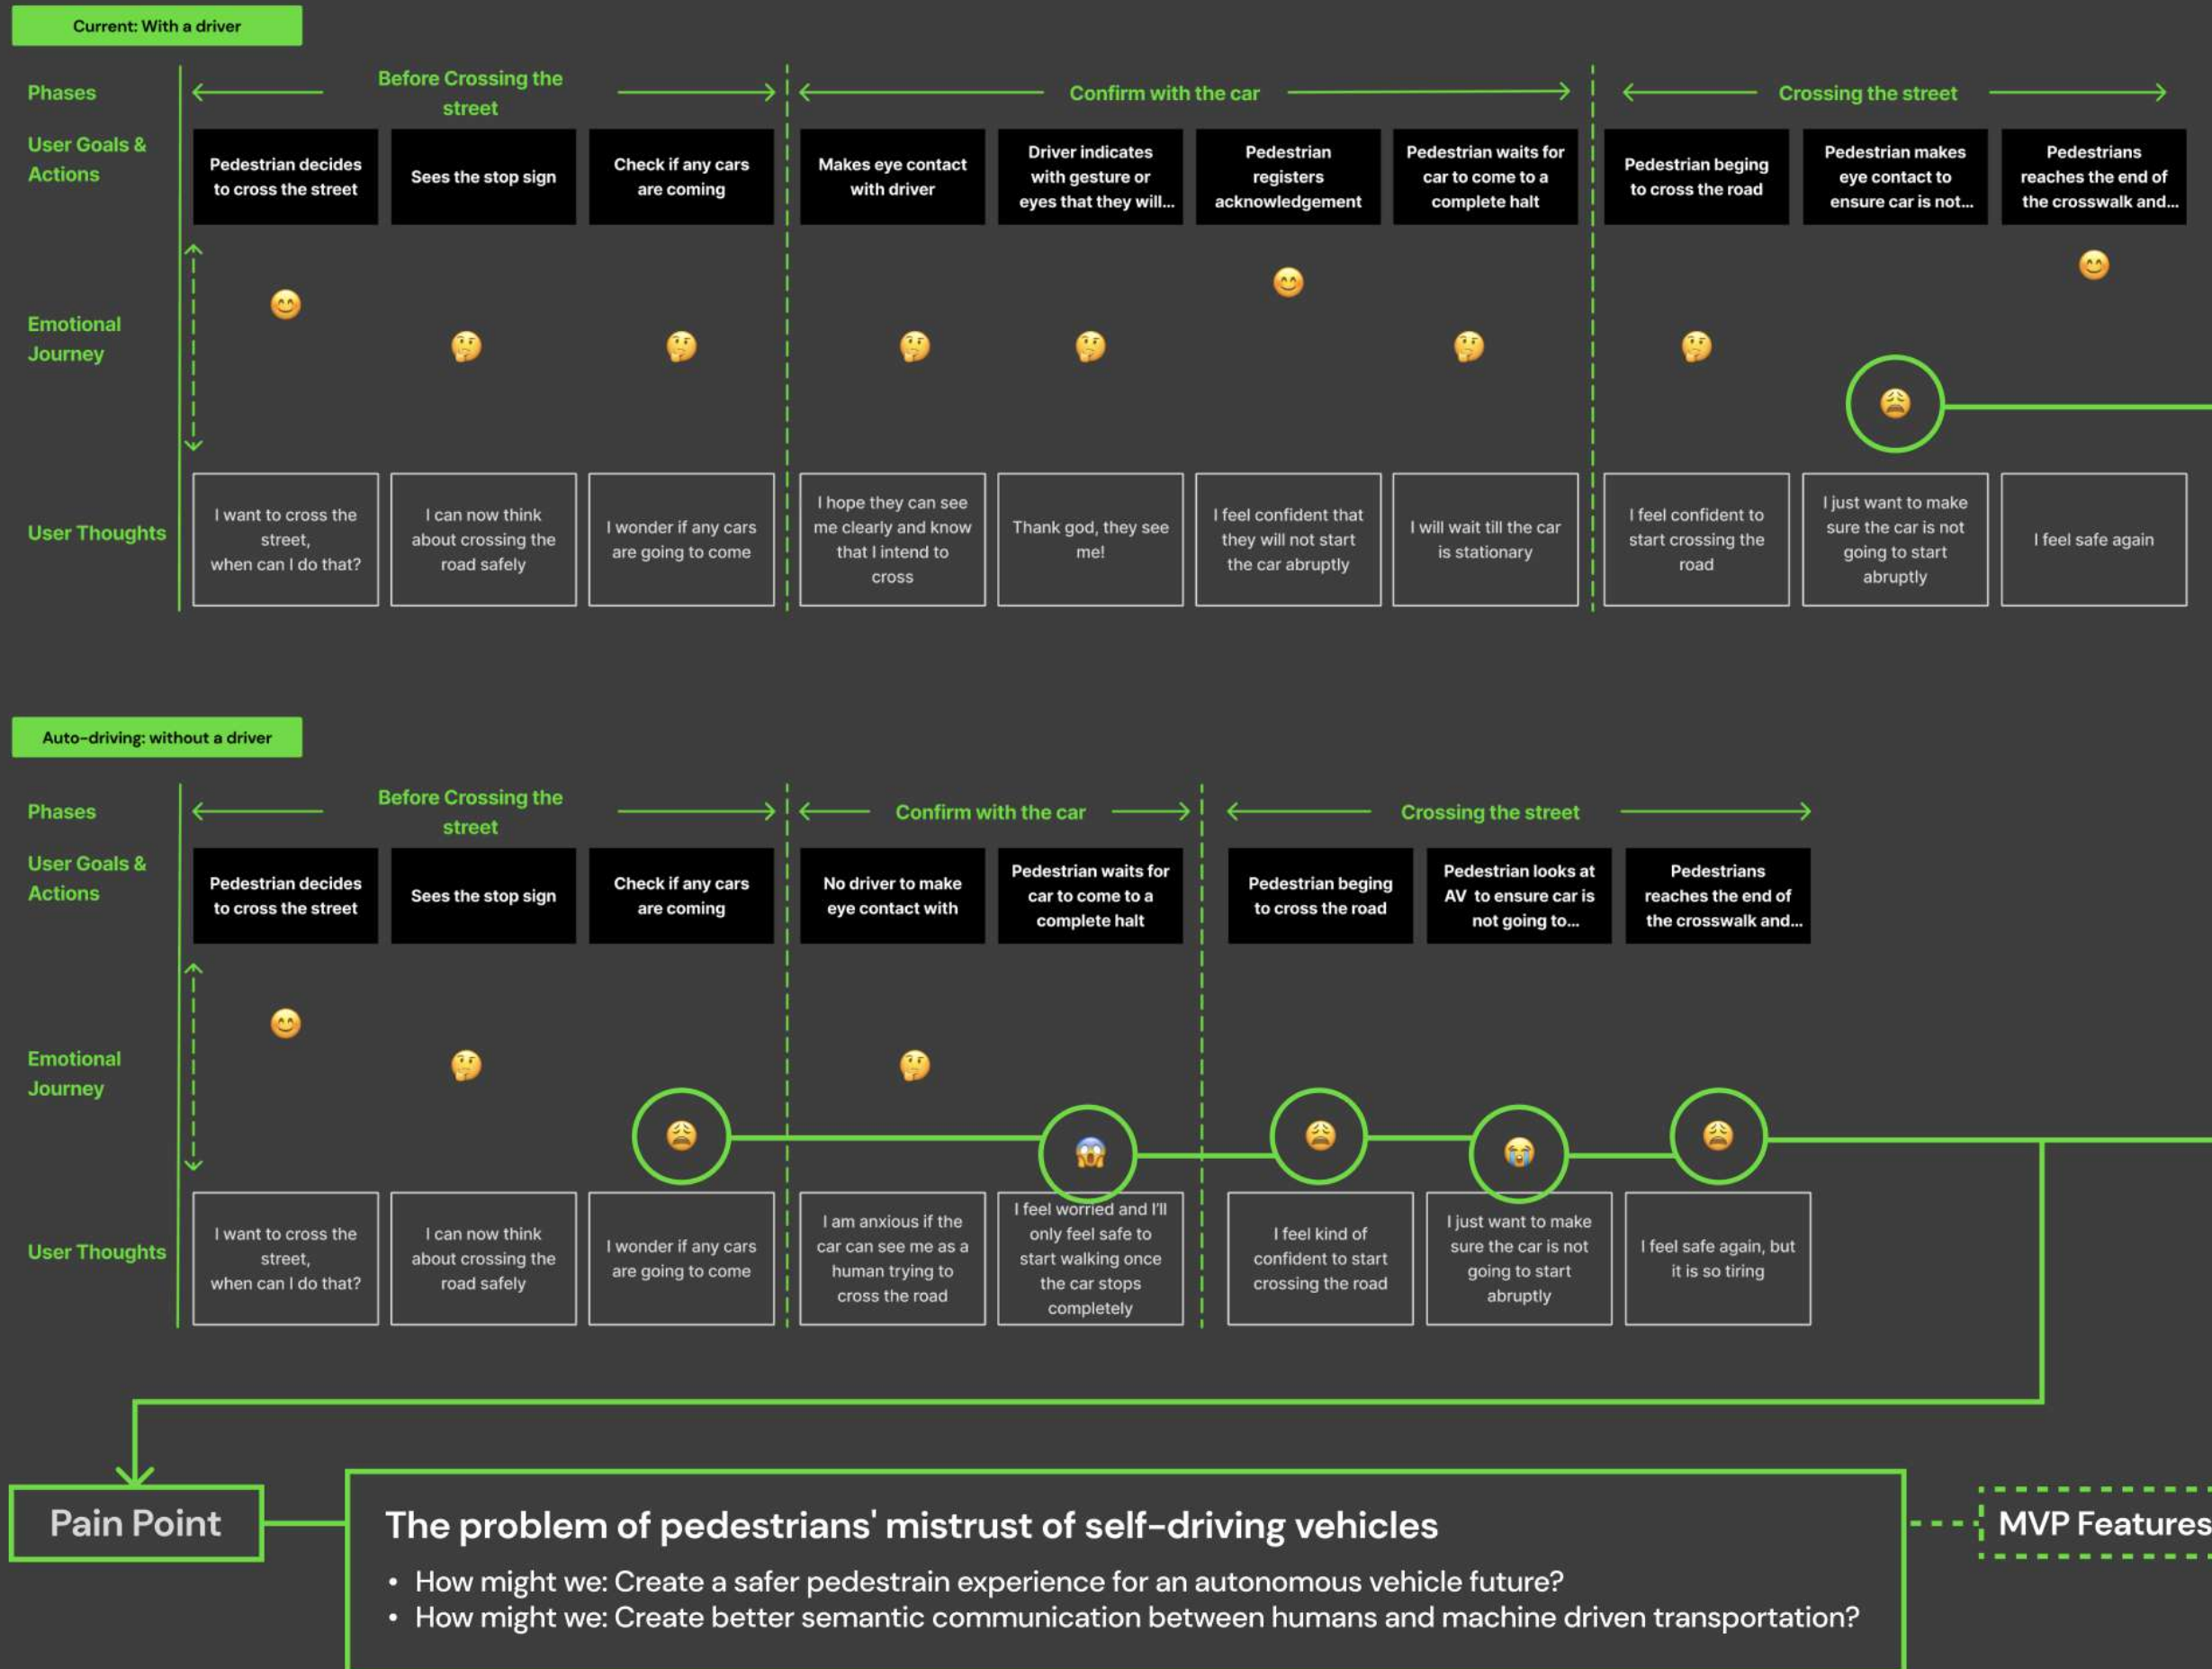 Current: With a driver
Phases
Before Crossing the
street
Confirm with the car
Crossing the street
User Goals &
Actions
Pedestrian decides
to cross the street
Sees the stop sign
Check if any cars
are coming
Makes eye contact
with driver
Driver indicates
with gesture or
eyes that they will...
Pedestrian
registers
acknowledgement
Pedestrian waits for
car to come to a
complete halt
Pedestrian beging
to cross the road
Pedestrian makes
eye contact to
ensure car is not...
Pedestrians
reaches the end of
the crosswalk and...
Emotional
Journey
User Thoughts
I want to cross the
street,
when can I do that?
I can now think
about crossing the
road safely
I wonder if any cars
are going to come
I hope they can see
me clearly and know
that I intend to
cross
Thank god, they see
me!
I feel confident that
they will not start
the car abruptly
I will wait till the car
is stationary
I feel confident to
start crossing the
road
I just want to make
sure the car is not
going to start
abruptly
I feel safe again
Auto-driving: without a driver
Phases
Before Crossing the
street
Confirm with the car
Crossing the street
User Goals &
Actions
Pedestrian decides
to cross the street
Sees the stop sign
Check if any cars
are coming
No driver to make
eye contact with
Pedestrian waits for
car to come to a
complete halt
Pedestrian beging
to cross the road
Pedestrian looks at
AV to ensure car is
not going to...
Pedestrians
reaches the end of
the crosswalk and...
Emotional
Journey
User Thoughts
I want to cross the
street,
when can I do that?
I can now think
about crossing the
road safely
I wonder if any cars
are going to come
I am anxious if the
car can see me as a
human trying to
cross the road
I feel worried and I'll
only feel safe to
start walking once
the car stops
completely
I feel kind of
confident to start
crossing the road
I just want to make
sure the car is not
going to start
abruptly
I feel safe again, but
it is so tiring
Pain Point
The problem of pedestrians' mistrust of self-driving vehicles
• How might we: Create a safer pedestrain experience for an autonomous vehicle future?
• How might we: Create better semantic communication between humans and machine driven transportation?
MVP Features